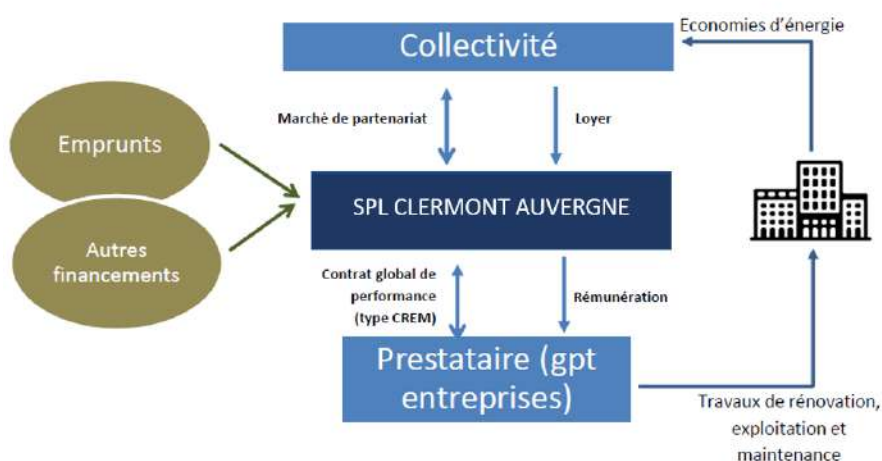 Economies d’énergie
Collectivité
Marché de partenariat
Loyer
Emprunts
SPL CLERMONT AUVERGNE
Autres
financements
Contrat global de
performance
(type CREM)
Rémunération
Prestataire (gpt
entreprises)
Travaux de rénovation,
exploitation et
maintenance